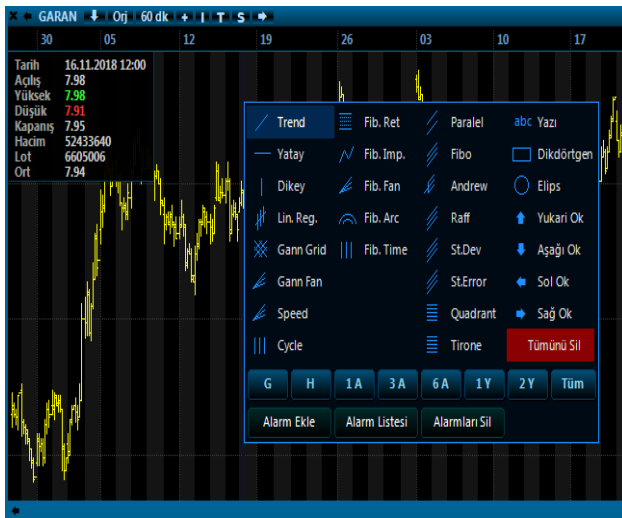 X GARAN Orj 60 dk + I T S
30 05 12 19 26 03 10 17
Tarih 16.11.2018 12:00
Açılış 7.98
Yüksek 7.98
Düşük 7.91
Kapanış 7.95
Hacim 52433640
Lot 6605006
Ort 7.94
Trend Fib. Ret Paralel abc Yazı
Yatay Fib. Imp. Fibo Dikdörtgen
Dikey Fib. Fan Andrew Elips
Lin. Reg. Fib. Arc Raff Yukari Ok
Gann Grid Fib. Time St.Dev Aşağı Ok
Gann Fan St.Error Sol Ok
Speed Quadrant Sağ Ok
Cycle Tirone Tümünü Sil
G H 1 A 3 A 6 A 1 Y 2 Y Tüm
Alarm Ekle Alarm Listesi Alarmları Sil